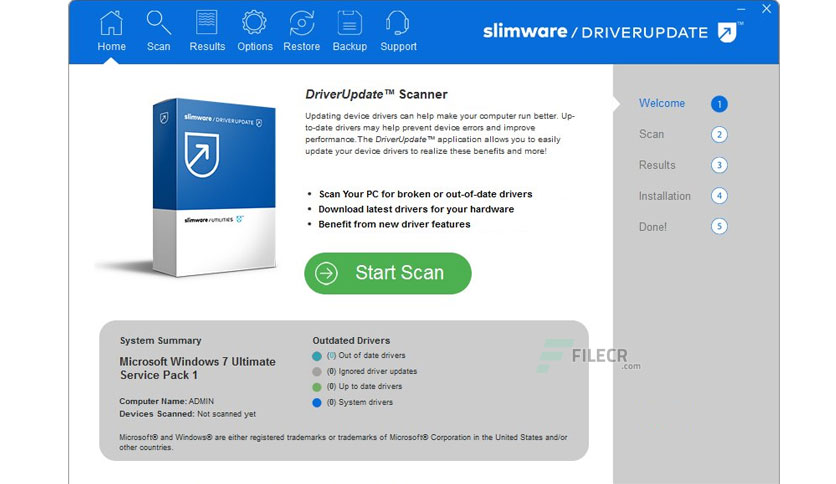 Home Scan Results Options Restore Backup Support
slimware / DRIVERUPDATE™
DriverUpdate™ Scanner
Updating device drivers can help make your computer run better. Up-
to-date drivers may help prevent device errors and improve
performance.The DriverUpdate™ application allows you to easily
update your device drivers to realize these benefits and more!
• Scan Your PC for broken or out-of-date drivers
• Download latest drivers for your hardware
• Benefit from new driver features
Start Scan
slimware / DRIVERUPDATE
slimware /UTILITIES
Welcome 1
Scan 2
Results 3
Installation 4
Done! 5
System Summary
Microsoft Windows 7 Ultimate
Service Pack 1
Computer Name: ADMIN
Devices Scanned: Not scanned yet
Outdated Drivers
(0) Out of date drivers
(0) Ignored driver updates
(0) Up to date drivers
(0) System drivers
Microsoft® and Windows® are either registered trademarks or trademarks of Microsoft® Corporation in the United States and/or
other countries.
FILECR
.com